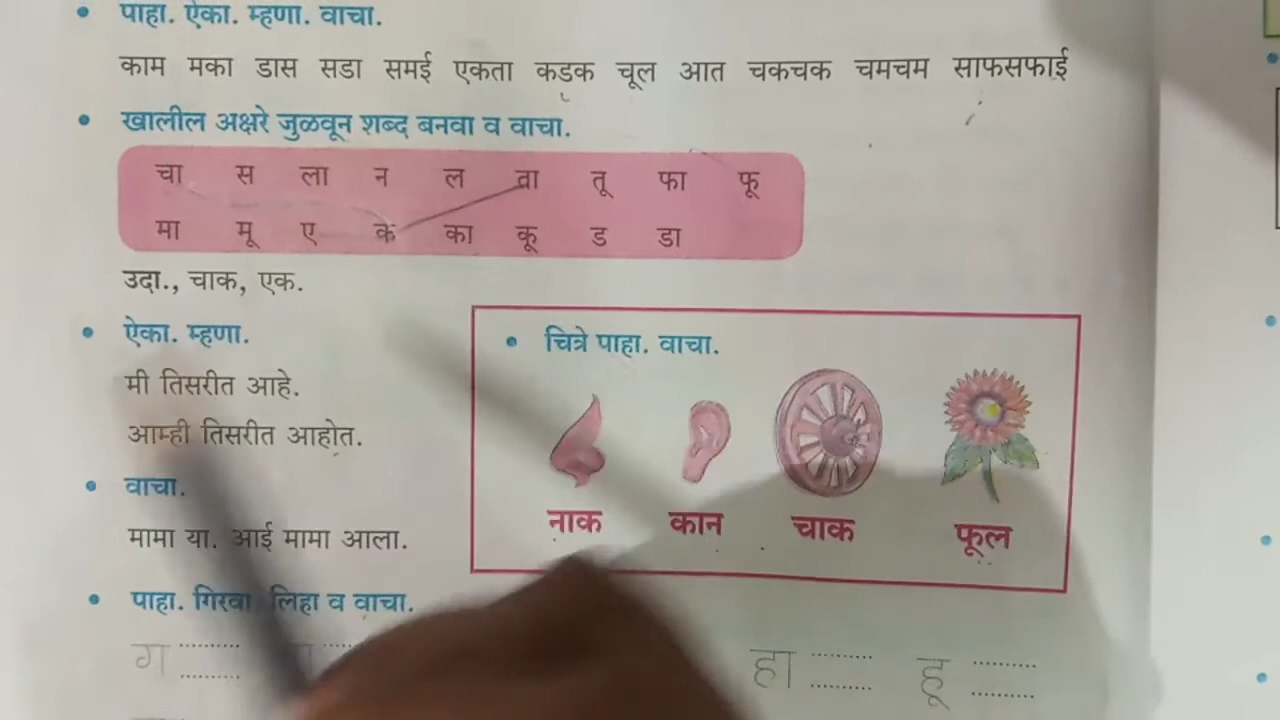 पाहा. ऐका. म्हणा. वाचा.
काम मका डास सडा समई एकता कडक चूल आत चकचक चमचम साफसफाई
खालील अक्षरे जुळवून शब्द बनवा व वाचा.
चा स ला न ल ता तू फा फू
मा मू ए क का कू ड डा
उदा., चाक, एक.
ऐका. म्हणा.
मी तिसरीत आहे.
आम्ही तिसरीत आहोत.
वाचा.
मामा या. आई मामा आला.
चित्रे पाहा. वाचा.
नाक कान चाक फूल
पाहा. गिरवा. लिहा व वाचा.
ग हा हू